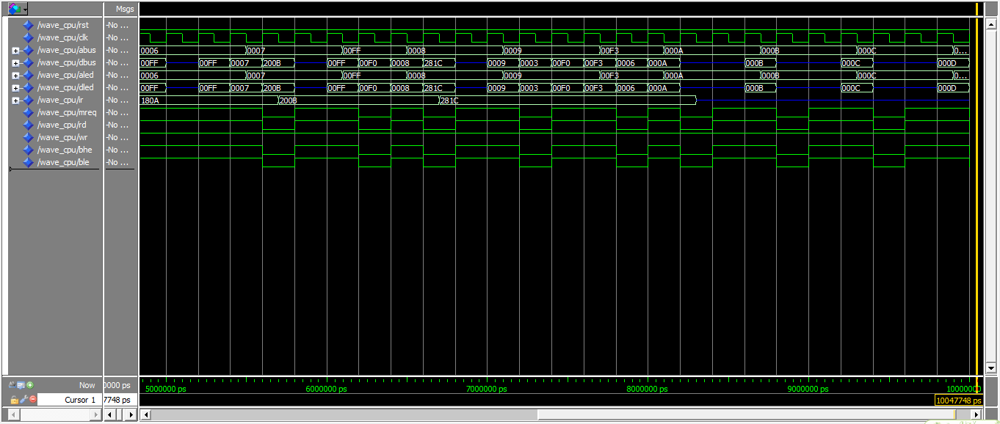 Msgs
/wave_cpu/rst -No ...
/wave_cpu/clk -No ...
/wave_cpu/abus -No ... 0006 0007 00FF 0008 0009 00F3 000A 000B 000C 0...
/wave_cpu/dbus -No ... 00FF 00FF 0007 200B 00FF 00F0 0008 281C 0009 0003 00F0 00F3 0006 000A 000B 000C 000D
/wave_cpu/aled -No ... 0006 0007 00FF 0008 0009 00F3 000A 000B 000C 0...
/wave_cpu/dled -No ... 00FF 00FF 0007 200B 00FF 00F0 0008 281C 0009 0003 00F0 00F3 0006 000A 000B 000C 000D
/wave_cpu/ir -No ... 180A 200B 281C
/wave_cpu/mreq -No ...
/wave_cpu/rd -No ...
/wave_cpu/wr -No ...
/wave_cpu/bhe -No ...
/wave_cpu/ble -No ...
Now 0000 ps 5000000 ps 6000000 ps 7000000 ps 8000000 ps 9000000 ps 10000000
Cursor 1 7748 ps 10047748 ps